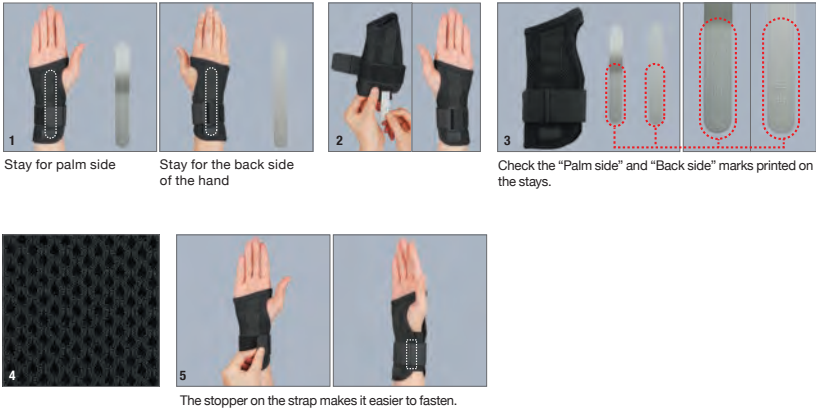 1
2
3
Stay for palm side
Stay for the back side
of the hand
Check the “Palm side” and “Back side” marks printed on
the stays.
4
5
The stopper on the strap makes it easier to fasten.